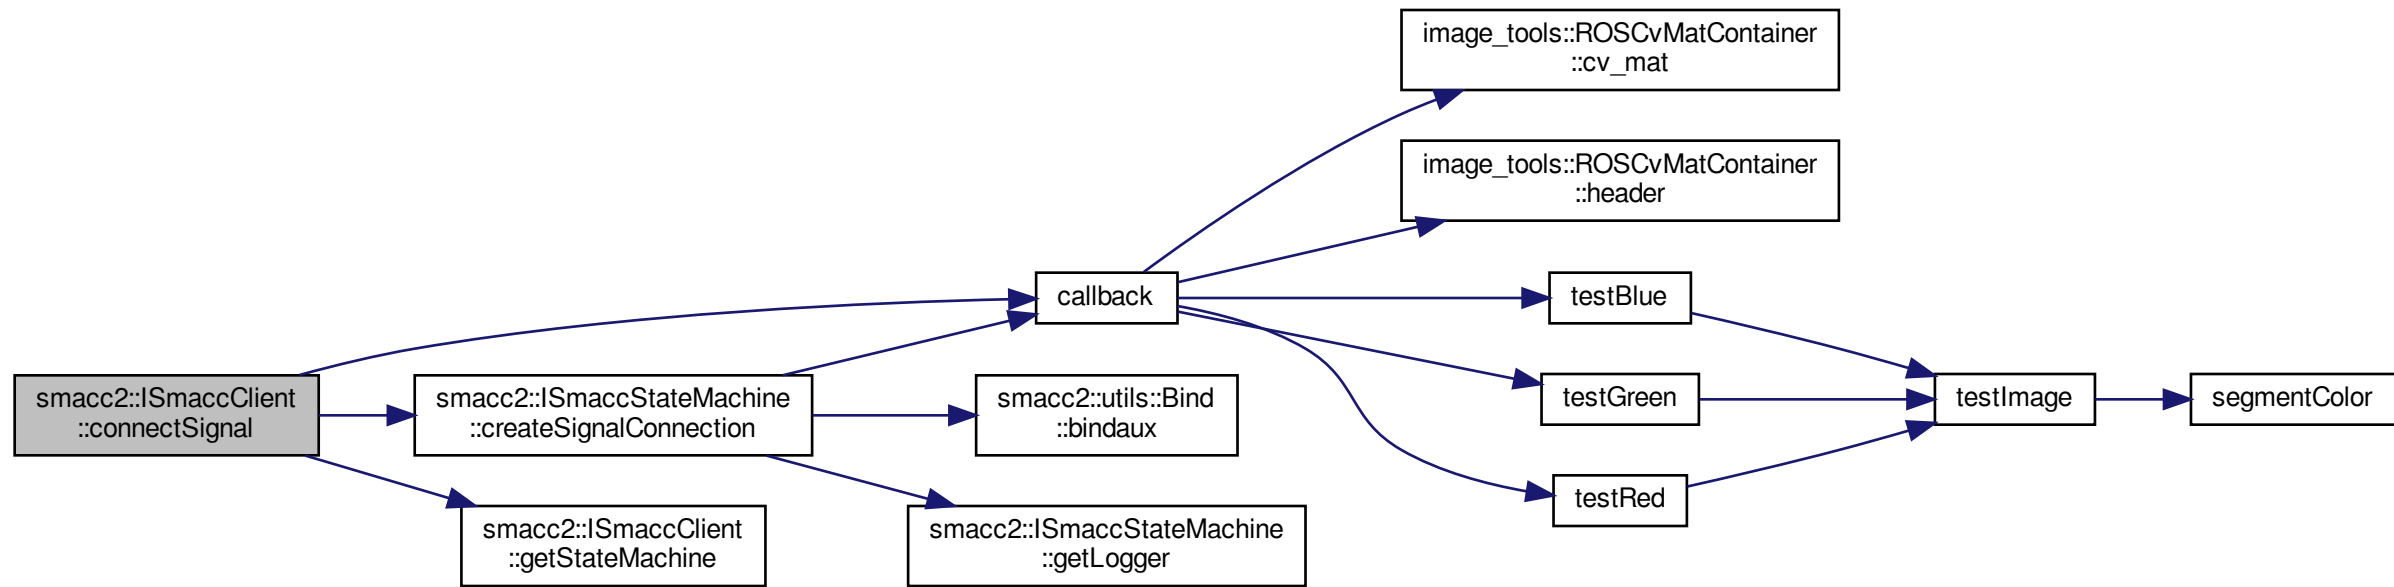 smacc2::ISmaccClient
::connectSignal
smacc2::ISmaccStateMachine
::createSignalConnection
smacc2::ISmaccClient
::getStateMachine
callback
smacc2::utils::Bind
::bindaux
smacc2::ISmaccStateMachine
::getLogger
image_tools::ROSCvMatContainer
::cv_mat
image_tools::ROSCvMatContainer
::header
testBlue
testGreen
testRed
testImage
segmentColor